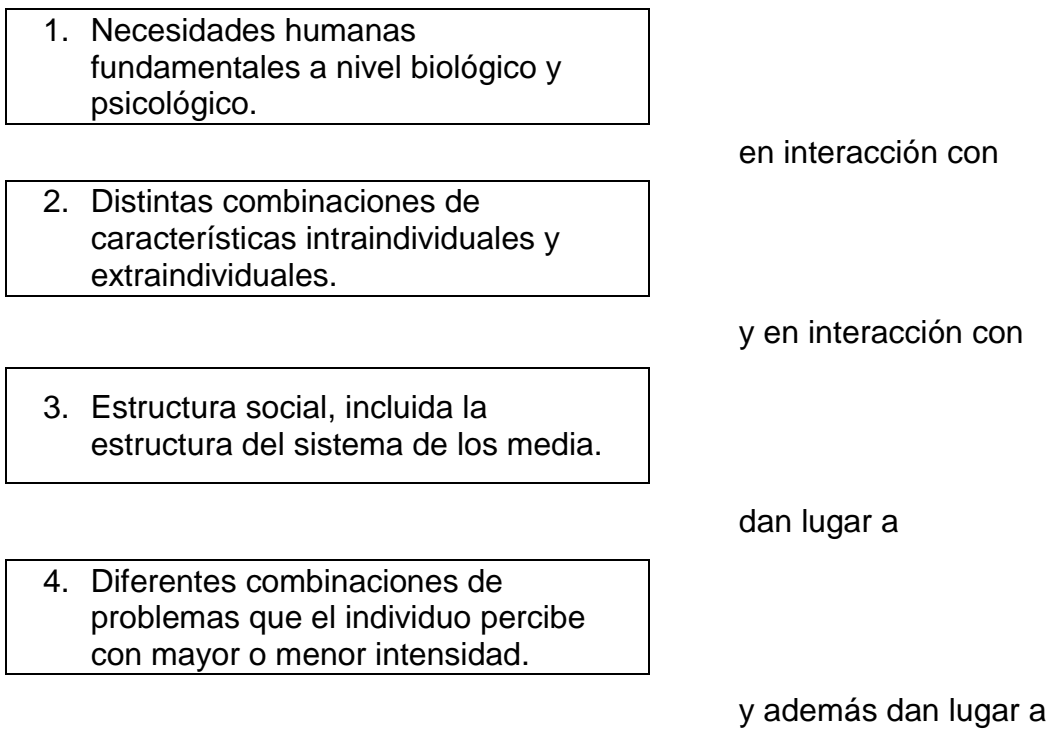 1. Necesidades humanas
fundamentales a nivel biológico y
psicológico.
en interacción con
2. Distintas combinaciones de
características intraindividuales y
extraindividuales.
y en interacción con
3. Estructura social, incluida la
estructura del sistema de los media.
dan lugar a
4. Diferentes combinaciones de
problemas que el individuo percibe
con mayor o menor intensidad.
y además dan lugar a